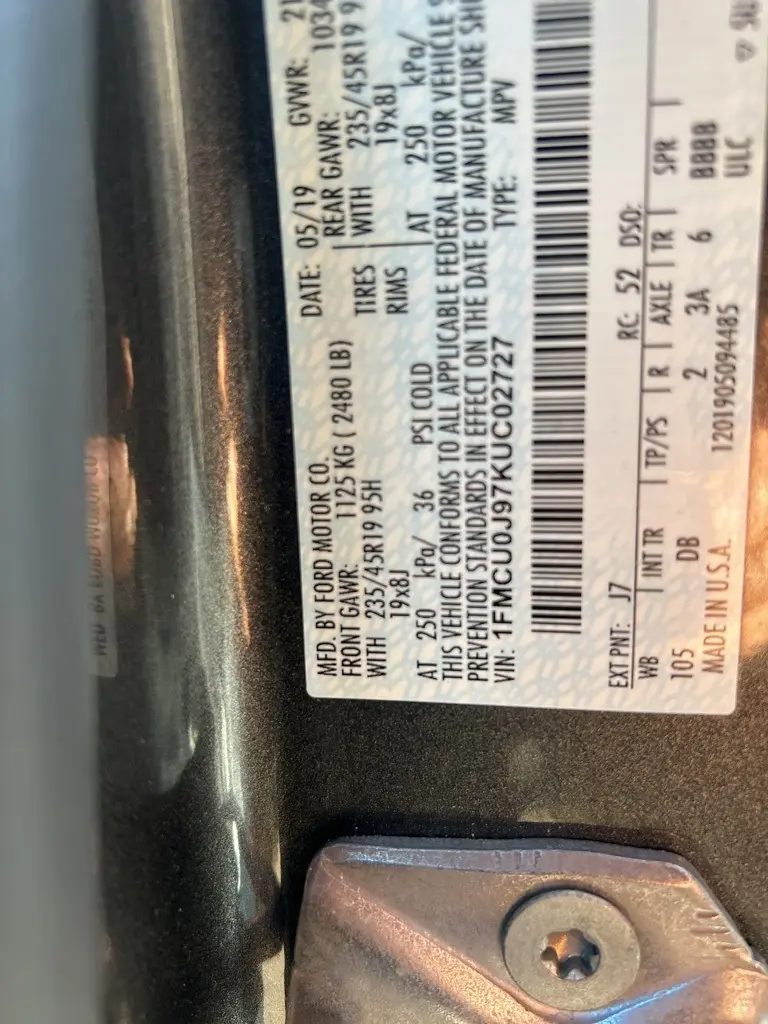 MFD. BY FORD MOTOR CO.
DATE: 05/19 GVWR:
FRONT GAWR: 1125 KG ( 2480 LB) REAR GAWR: 1034
WITH 235/45R19 95H TIRES WITH 235/45R19 9
19x8J RIMS 19x8J
AT 250 kPa/ 36 PSI COLD AT 250 kPa/
THIS VEHICLE CONFORMS TO ALL APPLICABLE FEDERAL MOTOR VEHICLE
PREVENTION STANDARDS IN EFFECT ON THE DATE OF MANUFACTURE
VIN: 1FMCU0J97KUC02727 TYPE: MPV
EXT PNT: J7 RC: 52 DSO:
WB INT TR TP/PS R AXLE TR SPR
105 DB 2 3A 6 BBBB
MADE IN U.S.A. 1201905094485 ULC